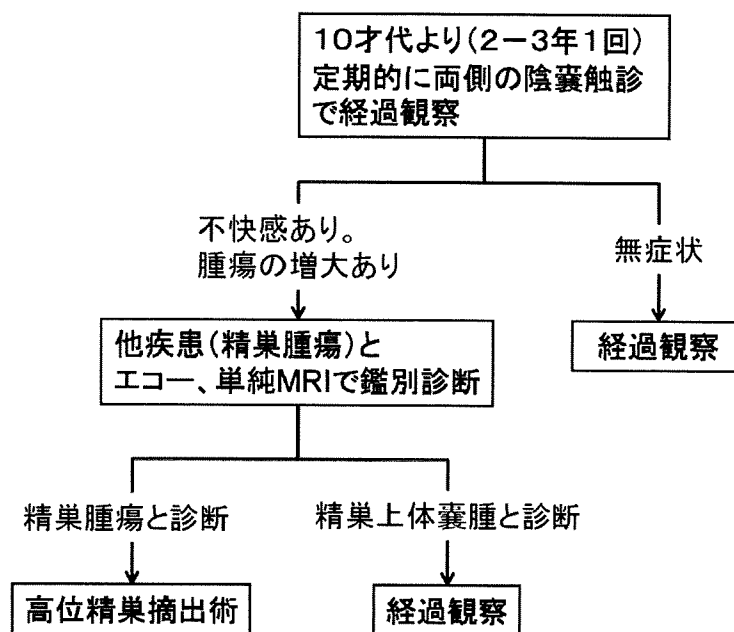 10才代より(2-3年1回)
定期的に両側の陰嚢触診
で経過観察
不快感あり。
腫瘍の増大あり
無症状
他疾患(精巣腫瘍)と
エコー、単純MRIで鑑別診断
経過観察
精巣腫瘍と診断
精巣上体嚢腫と診断
高位精巣摘出術
経過観察